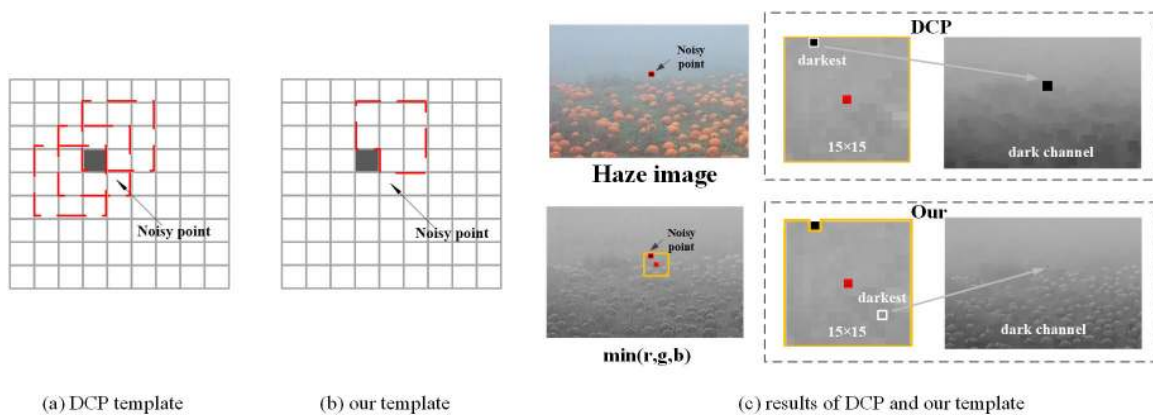 Noisy point
(a) DCP template
Noisy point
(b) our template
Noisy
point
Haze image
Noisy
point
min(r,g,b)
DCP
darkest
15×15
dark channel
Our
darkest
15×15
dark channel
(c) results of DCP and our template